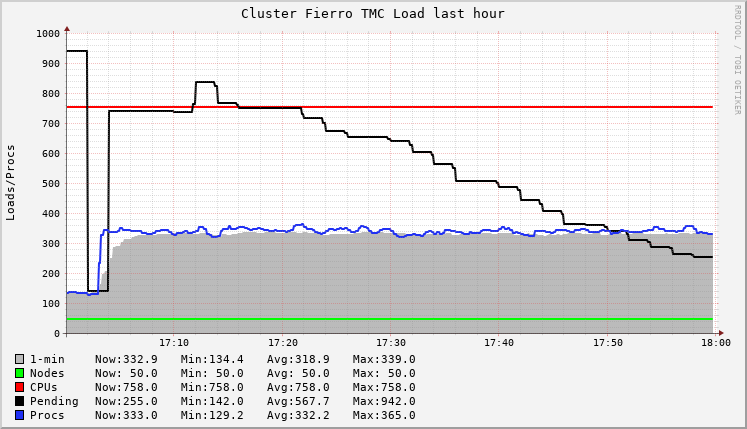 Cluster Fierro TMC Load last hour
RRDTOOL / TOBI OETIKER
Loads/Procs
1000
900
800
700
600
500
400
300
200
100
0
17:10 17:20 17:30 17:40 17:50 18:00
1-min Now:332.9 Min:134.4 Avg:318.9 Max:339.0
Nodes Now: 50.0 Min: 50.0 Avg: 50.0 Max: 50.0
CPUs Now:758.0 Min:758.0 Avg:758.0 Max:758.0
Pending Now:255.0 Min:142.0 Avg:567.7 Max:942.0
Procs Now:333.0 Min:129.2 Avg:332.2 Max:365.0